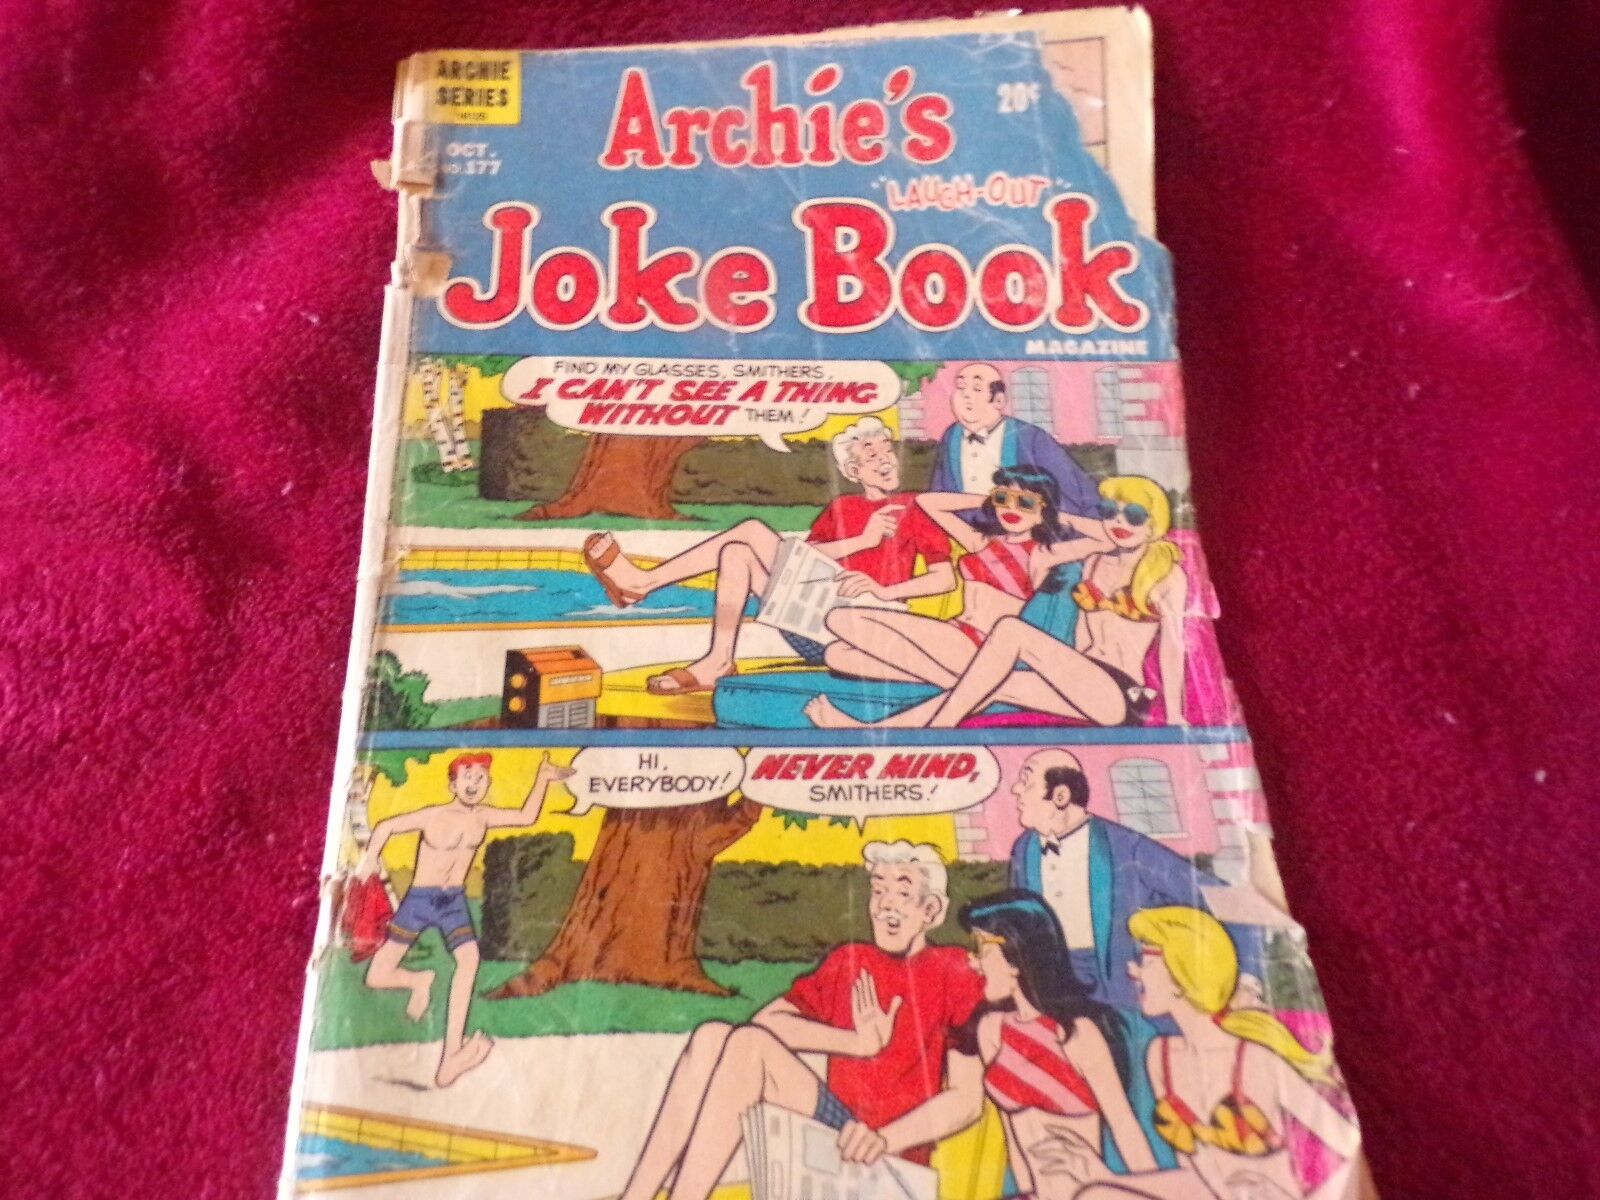 ARCHIE
SERIES
OCT.
NO.177
20¢
Archie's
"LAUGH-OUT"
Joke Book
MAGAZINE
FIND MY GLASSES, SMITHERS,
I CAN'T SEE A THING
WITHOUT THEM!
HI,
EVERYBODY!
NEVER MIND,
SMITHERS!